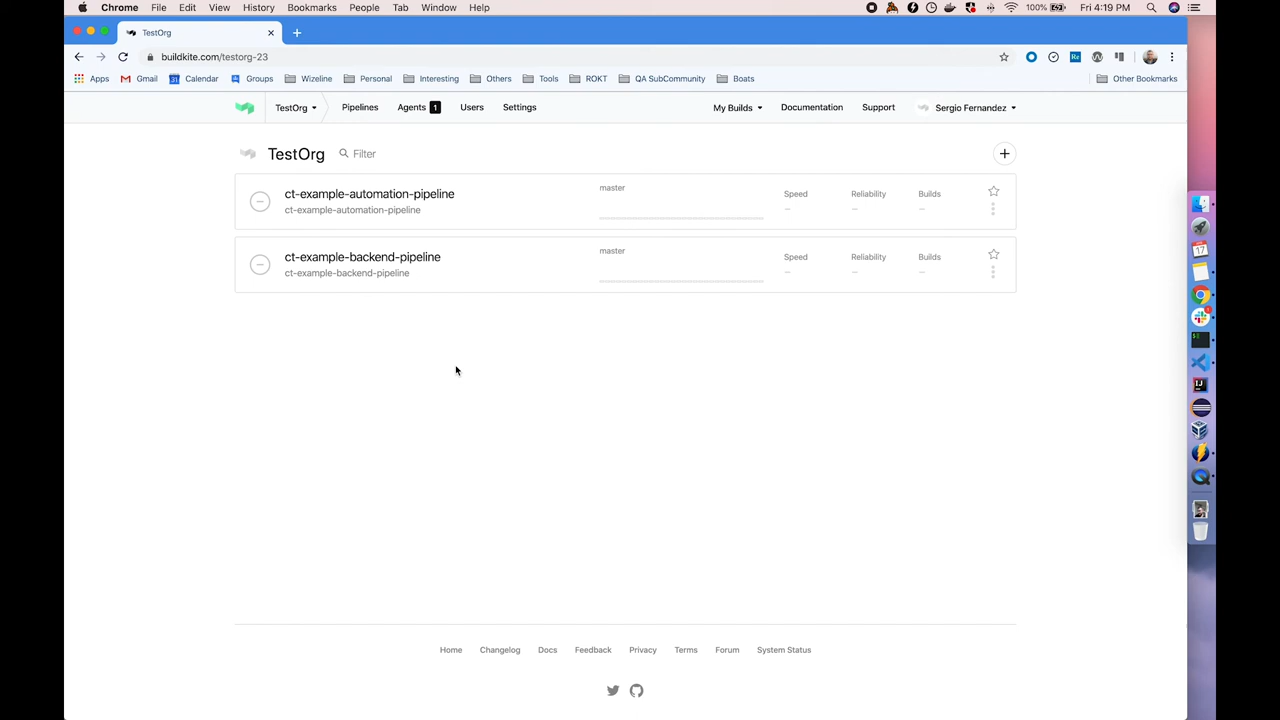 Chrome File Edit View History Bookmarks People Tab Window Help 100% Fri 4:19 PM
TestOrg
buildkite.com/testorg-23
Apps Gmail Calendar Groups Wizeline Personal Interesting Others Tools ROKT QA SubCommunity Boats Other Bookmarks
TestOrg Pipelines Agents 1 Users Settings My Builds Documentation Support Sergio Fernandez
TestOrg Filter
ct-example-automation-pipeline
ct-example-automation-pipeline
master
Speed Reliability Builds
ct-example-backend-pipeline
ct-example-backend-pipeline
master
Speed Reliability Builds
Home Changelog Docs Feedback Privacy Terms Forum System Status